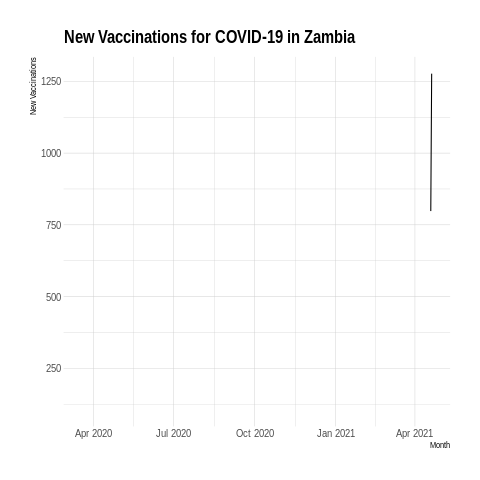 New Vaccinations for COVID-19 in Zambia
New Vaccinations
1250
1000
750
500
250
Apr 2020 Jul 2020 Oct 2020 Jan 2021 Apr 2021
Month